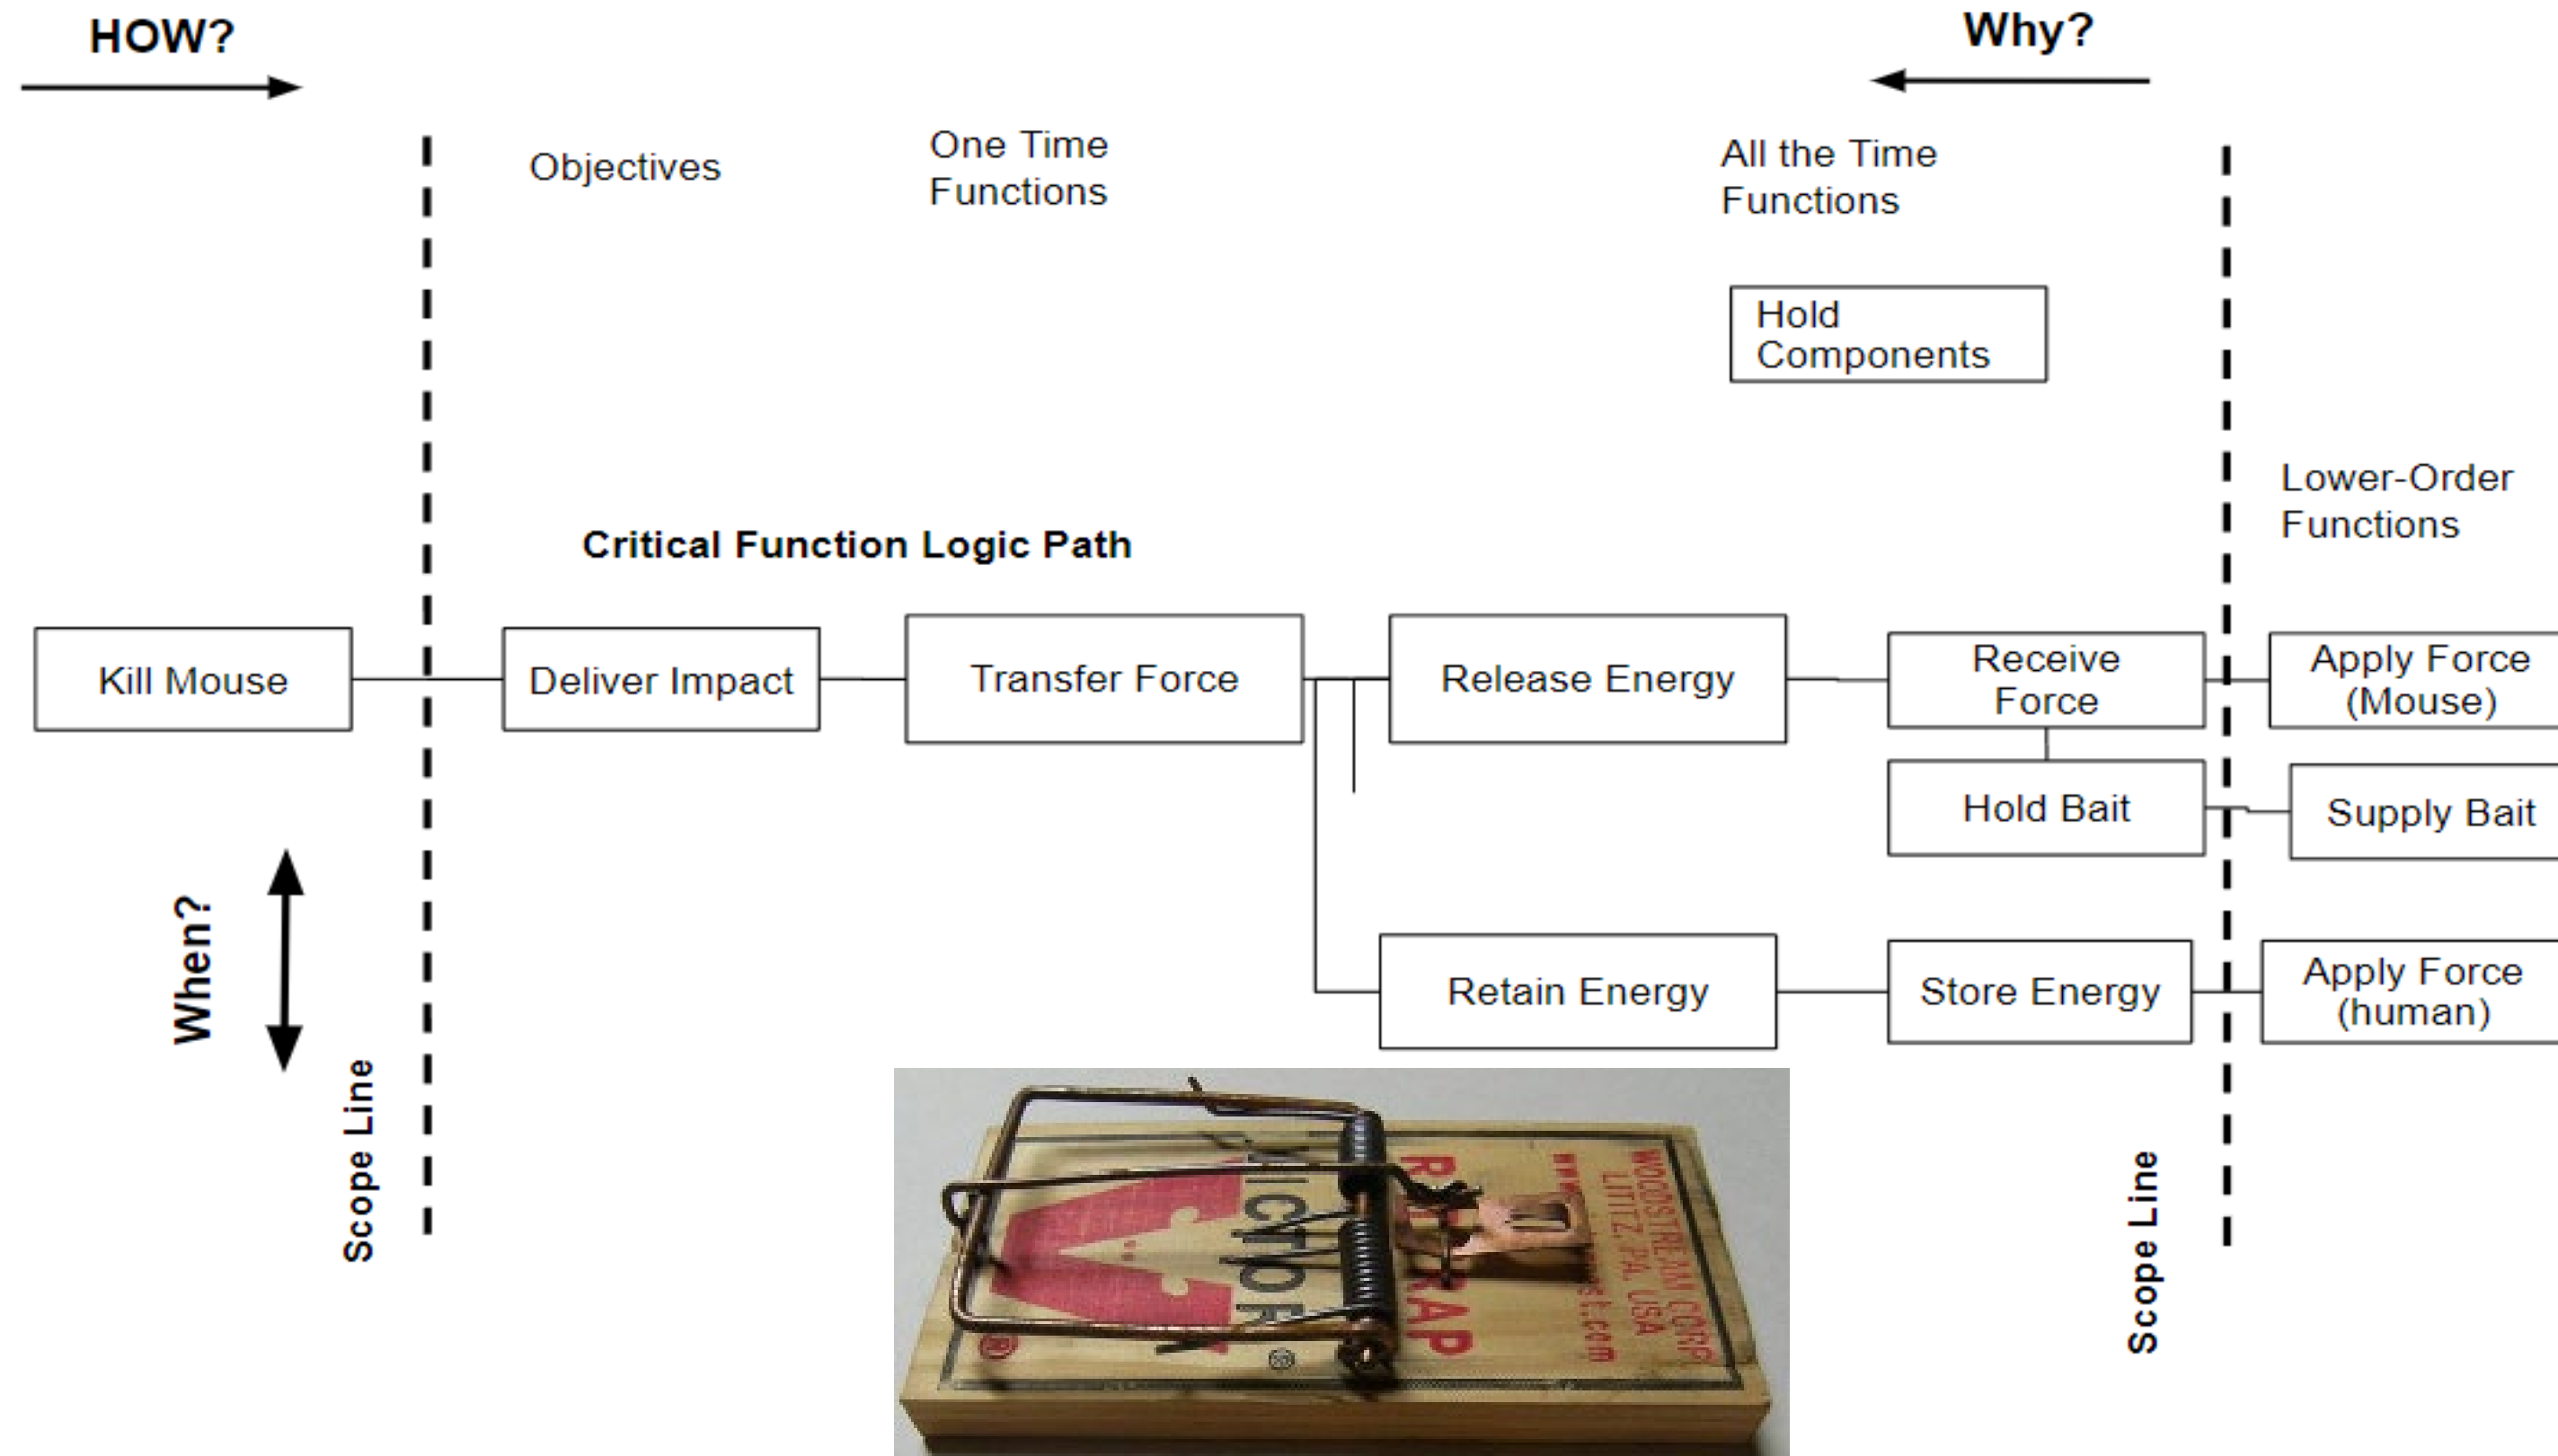 HOW?
Why?
Objectives
One Time
Functions
All the Time
Functions
Hold
Components
Lower-Order
Functions
Critical Function Logic Path
Kill Mouse
Deliver Impact
Transfer Force
Release Energy
Receive
Force
Apply Force
(Mouse)
Hold Bait
Supply Bait
When?
Retain Energy
Store Energy
Apply Force
(human)
Scope Line
Scope Line
VICTOR
®
®
WOODSTREAM CORP.
LITITZ, PA. USA